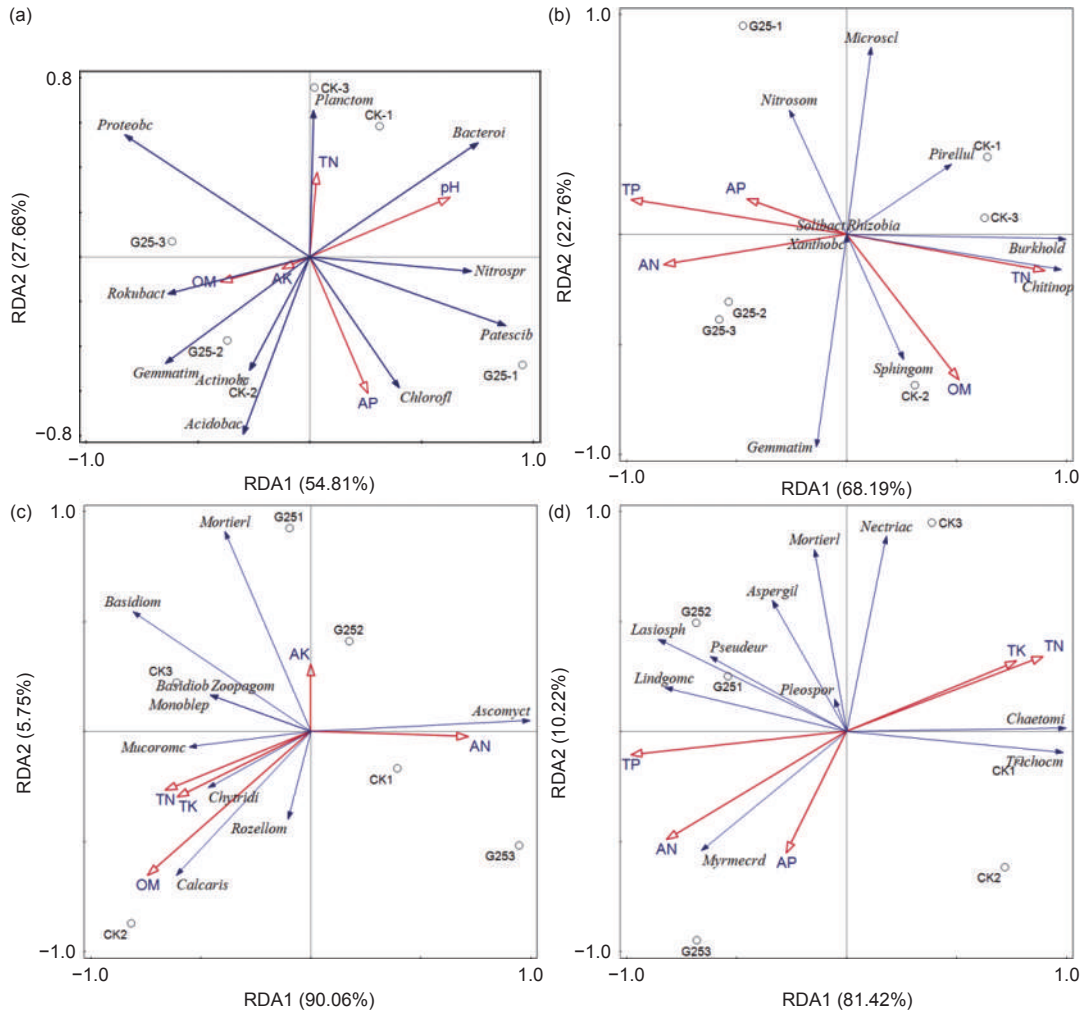 (a)
0.8
CK-3
Planctom
CK-1
Proteobc
Bacteroi
TN
pH
G25-3
OM
AK
Nitrospr
Rokubact
Patescib
G25-2
Gemmatim
Actinobc
CK-2
G25-1
Chlorofl
AP
Acidobac
−0.8
−1.0
1.0
RDA1 (54.81%)
RDA2 (27.66%)
(b)
1.0
G25-1
Microscl
Nitrosom
CK-1
Pirellul
TP
AP
CK-3
Solibact
Rhizobia
Xanthobc
Burkhold
AN
TN
Chitinop
G25-2
G25-3
Sphingom
CK-2
OM
Gemmatim
−1.0
−1.0
1.0
RDA1 (68.19%)
RDA2 (22.76%)
(c)
1.0
G251
Mortierl
Basidiom
G252
AK
CK3
Basidiob
Zoopagom
Monoblep
Ascomyct
Mucoromc
AN
CK1
TN
TK
Chytridi
Rozellom
G253
OM
Calcaris
CK2
−1.0
−1.0
1.0
RDA1 (90.06%)
RDA2 (5.75%)
(d)
1.0
Nectriac
CK3
Mortierl
Aspergil
G252
Lasiosph
Pseudeur
TK
TN
Lindgomc
G251
Pleospor
Chaetomi
TP
Trichocm
CK1
AN
AP
Myrmecrd
CK2
G253
−1.0
−1.0
1.0
RDA1 (81.42%)
RDA2 (10.22%)